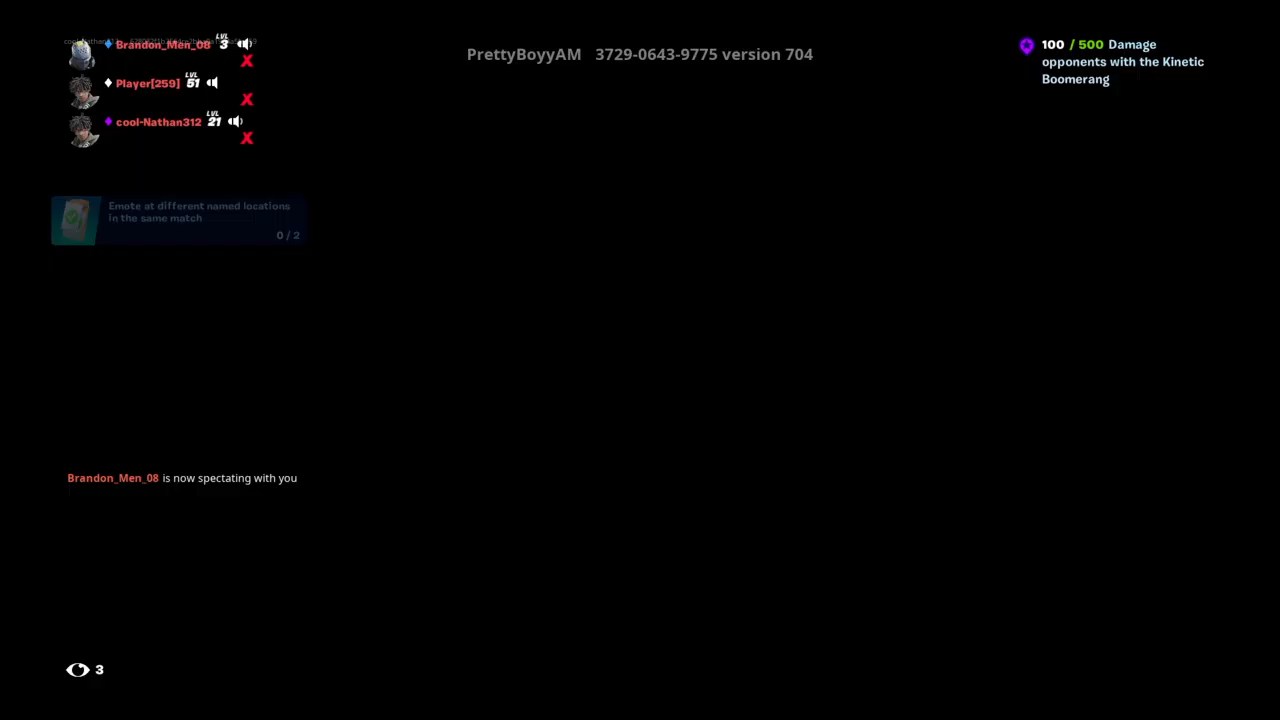 Brandon_Men_08 LVL 3
X
Player[259] LVL 51
X
cool-Nathan312 LVL 21
X
PrettyBoyyAM 3729-0643-9775 version 704
100 / 500 Damage
opponents with the Kinetic
Boomerang
Emote at different named locations
in the same match
0 / 2
Brandon_Men_08 is now spectating with you
3